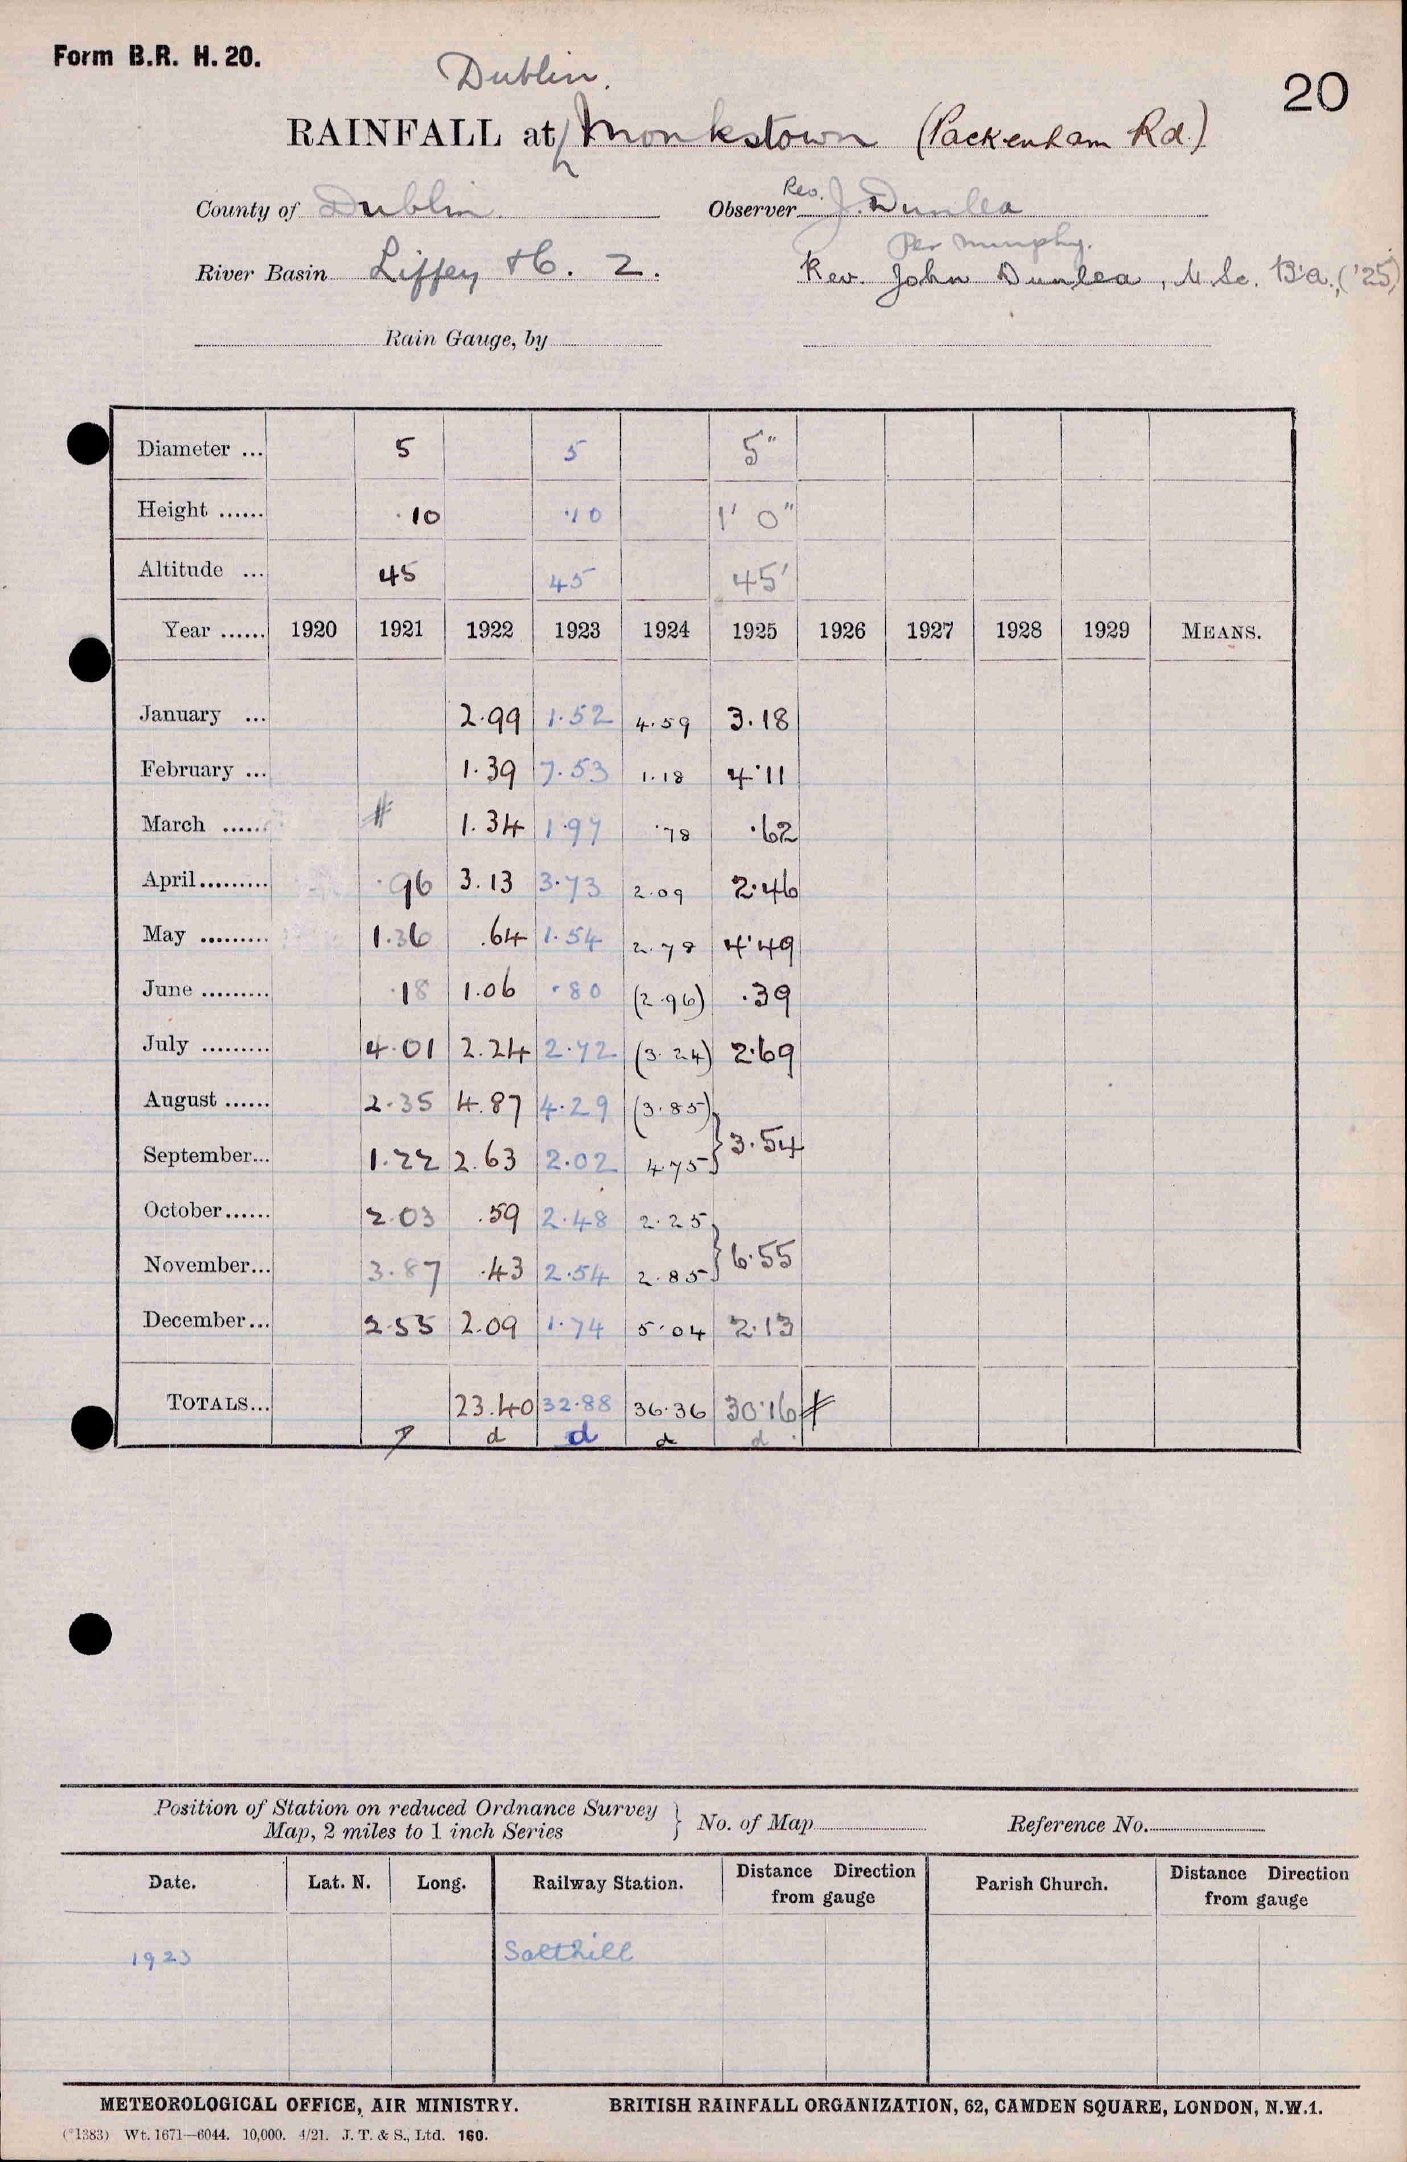 Form B.R. H. 20.
20
Dublin.
RAINFALL at Monkstown (Packenham Rd.)
County of Dublin Observer Rev. J. Dunlea
Per Murphy.
River Basin Liffey &c. 2. Rev. John Dunlea, M.Sc. B.A., ('25)
Rain Gauge, by
Diameter ... 5 5 5"
Height ...... ·10 ·10 1' 0"
Altitude ... 45 45 45'
Year ...... 1920 1921 1922 1923 1924 1925 1926 1927 1928 1929 MEANS.
January ... 2.99 1.52 4.59 3.18
February ... 1.39 7.53 1.18 4.11
March ...... # 1.34 1.97 .78 .62
April......... .96 3.13 3.73 2.09 2.46
May ......... 1.36 .64 1.54 2.78 4.49
June ......... .18 1.06 .80 (2.96) .39
July ......... 4.01 2.24 2.72 (3.24) 2.69
August ...... 2.35 4.87 4.29 (3.85)
September... 1.22 2.63 2.02 4.75 } 3.54
October...... 2.03 .59 2.48 2.25
November... 3.87 .43 2.54 2.85 } 6.55
December... 2.55 2.09 1.74 5.04 2.13
TOTALS... 23.40 32.88 36.36 30.16 #
d d d d
Position of Station on reduced Ordnance Survey
Map, 2 miles to 1 inch Series } No. of Map Reference No.
Date. Lat. N. Long. Railway Station. Distance Direction from gauge Parish Church. Distance Direction from gauge
1923 Salthill
METEOROLOGICAL OFFICE, AIR MINISTRY. BRITISH RAINFALL ORGANIZATION, 62, CAMDEN SQUARE, LONDON, N.W.1.
(*1383) Wt. 1671—6044. 10,000. 4/21. J. T. & S., Ltd. 160.